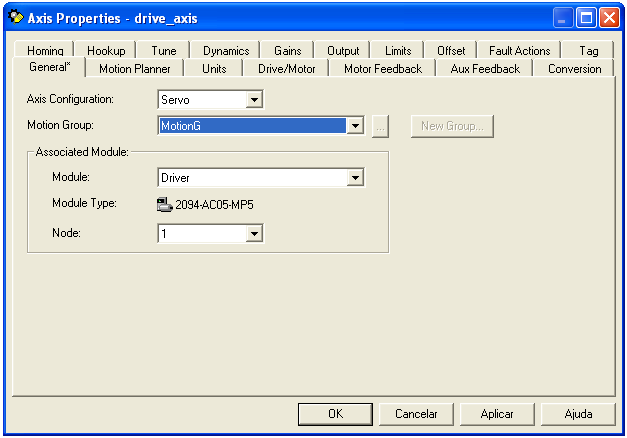 Axis Properties - drive_axis
Homing Hookup Tune Dynamics Gains Output Limits Offset Fault Actions Tag
General* Motion Planner Units Drive/Motor Motor Feedback Aux Feedback Conversion
Axis Configuration: Servo
Motion Group: MotionG ... New Group...
Associated Module:
Module: Driver
Module Type: 2094-AC05-MP5
Node: 1
OK Cancelar Aplicar Ajuda